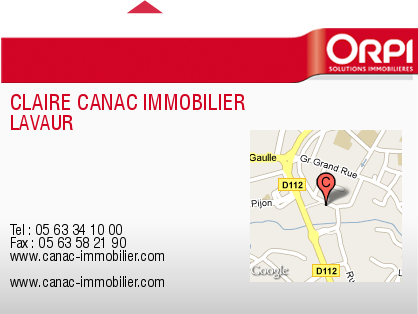 ORPI
SOLUTIONS IMMOBILIÈRES
CLAIRE CANAC IMMOBILIER
LAVAUR
Gaulle
Gr Grand Rue
D112
C
Pijon
Google
D112
Tel : 05 63 34 10 00
Fax : 05 63 58 21 90
www.canac-immobilier.com
www.canac-immobilier.com